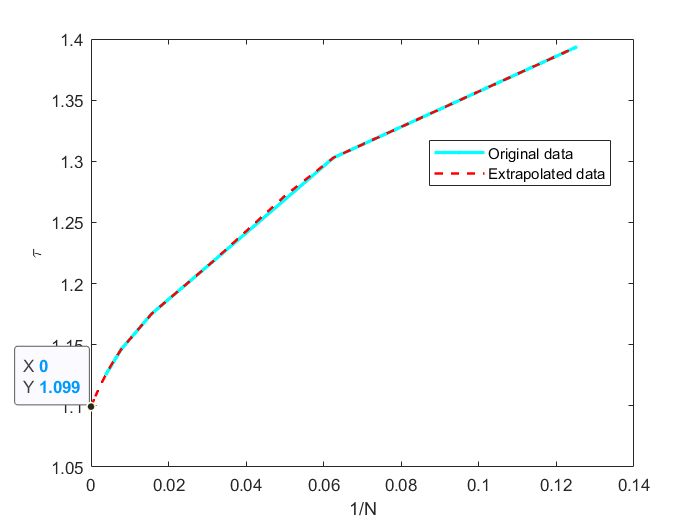 1.4
1.35
1.3
Original data
Extrapolated data
1.25
τ
1.2
1.15
X 0
Y 1.099
1.1
1.05
0
0.02
0.04
0.06
0.08
0.1
0.12
0.14
1/N